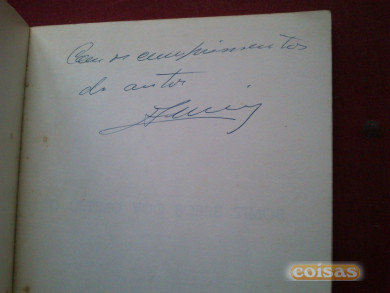 Com os cumprimentos
do autor
coisas